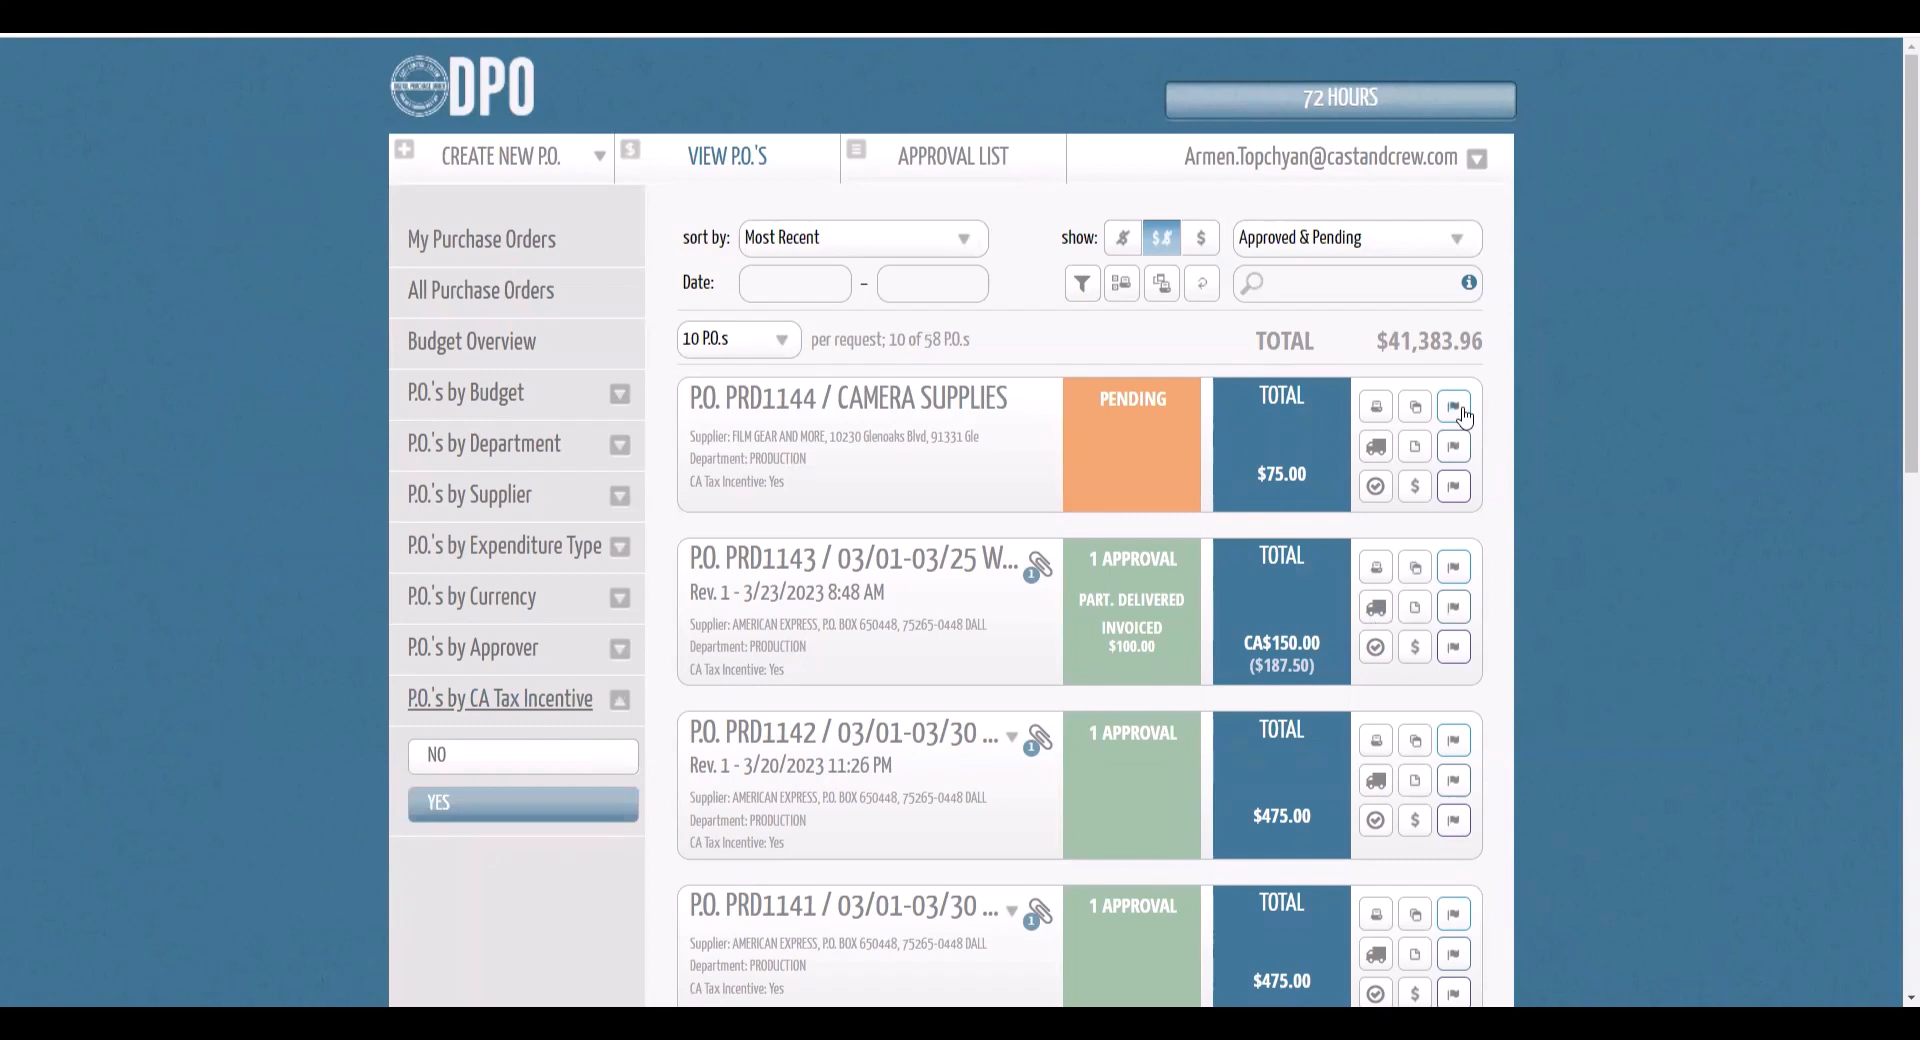 DPO
72 HOURS
CREATE NEW P.O.
VIEW P.O.'S
APPROVAL LIST
Armen.Topchyan@castandcrew.com
My Purchase Orders
All Purchase Orders
Budget Overview
P.O.'s by Budget
P.O.'s by Department
P.O.'s by Supplier
P.O.'s by Expenditure Type
P.O.'s by Currency
P.O.'s by Approver
P.O.'s by CA Tax Incentive
NO
YES
sort by: Most Recent
show: $ $ $ $ Approved & Pending
Date: –
10 P.O.s per request; 10 of 58 P.O.s
TOTAL $41,383.96
P.O. PRD1144 / CAMERA SUPPLIES
Supplier: FILM GEAR AND MORE, 10230 Glenoaks Blvd, 91331 Gle
Department: PRODUCTION
CA Tax Incentive: Yes
PENDING
TOTAL
$75.00
$
P.O. PRD1143 / 03/01-03/25 W...
1
Rev. 1 - 3/23/2023 8:48 AM
Supplier: AMERICAN EXPRESS, P.O. BOX 650448, 75265-0448 DALL
Department: PRODUCTION
CA Tax Incentive: Yes
1 APPROVAL
PART. DELIVERED
INVOICED
$100.00
TOTAL
CA$150.00
($187.50)
$
P.O. PRD1142 / 03/01-03/30 ...
1
Rev. 1 - 3/20/2023 11:26 PM
Supplier: AMERICAN EXPRESS, P.O. BOX 650448, 75265-0448 DALL
Department: PRODUCTION
CA Tax Incentive: Yes
1 APPROVAL
TOTAL
$475.00
$
P.O. PRD1141 / 03/01-03/30 ...
1
Supplier: AMERICAN EXPRESS, P.O. BOX 650448, 75265-0448 DALL
Department: PRODUCTION
CA Tax Incentive: Yes
1 APPROVAL
TOTAL
$475.00
$